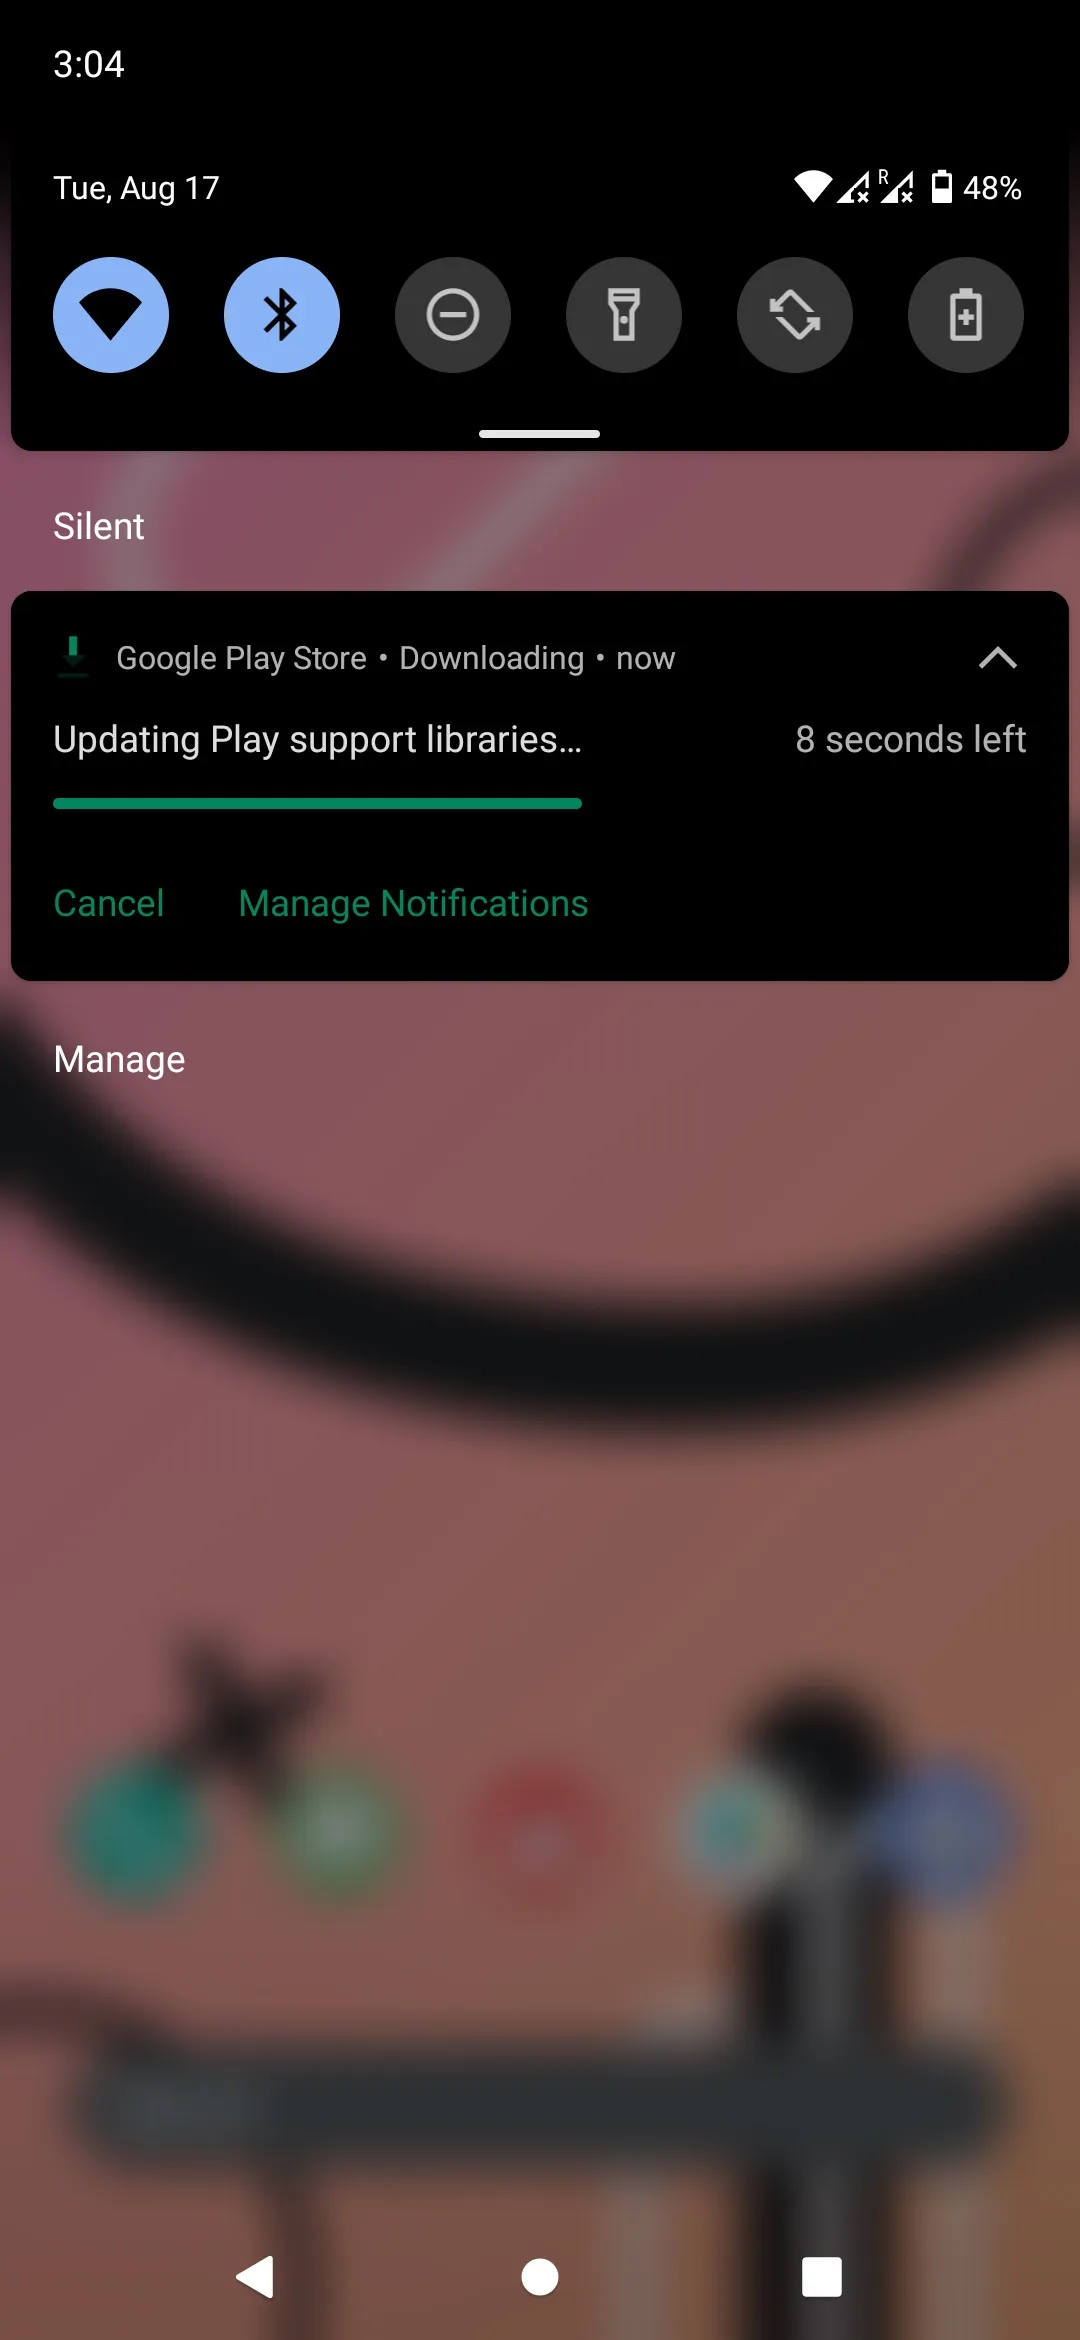 3:04
Tue, Aug 17
R 48%
Silent
Google Play Store • Downloading • now
Updating Play support libraries... 8 seconds left
Cancel Manage Notifications
Manage